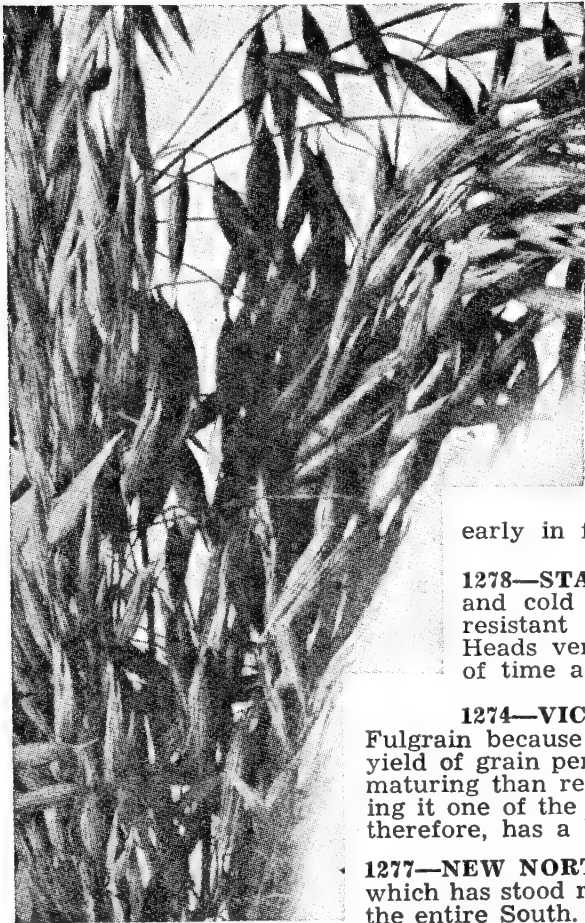 early in
1278—STA
and cold
resistant
Heads ver
of time a
1274—VIC
Fulgrain because
yield of grain per
maturing than re
ing it one of the
therefore, has a
1277—NEW NORT
which has stood
the entire South.